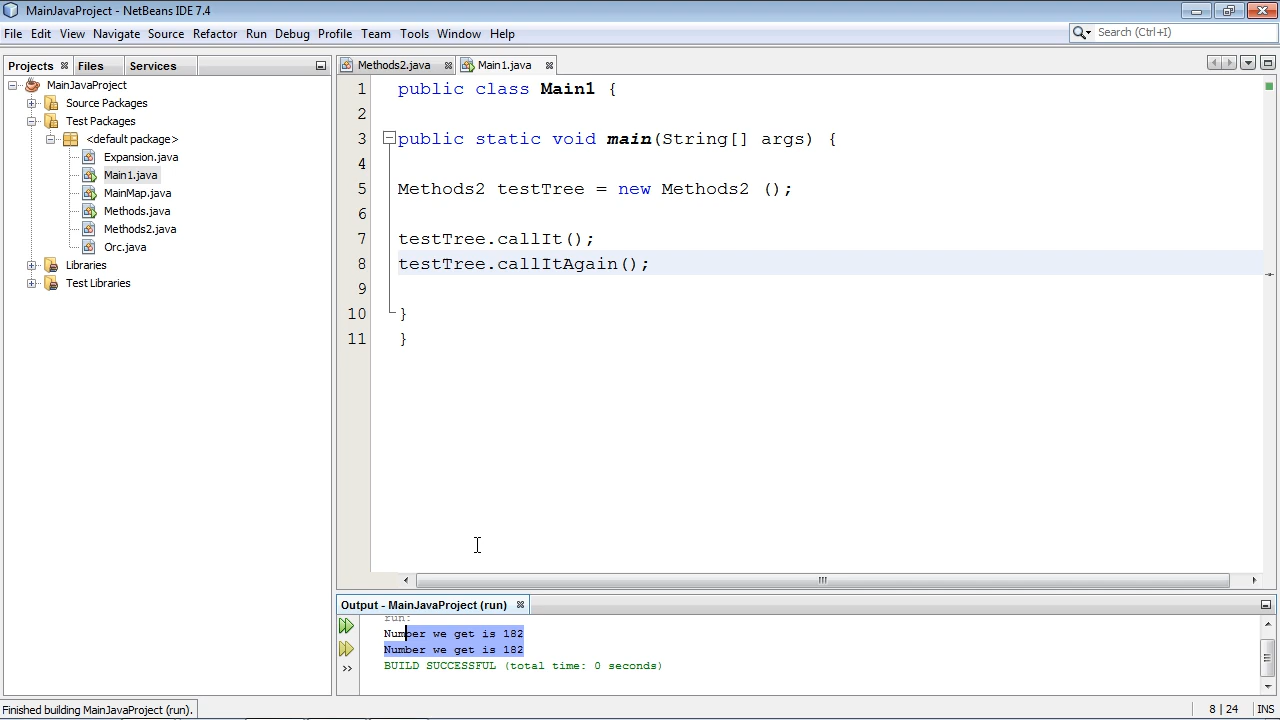 MainJavaProject - NetBeans IDE 7.4
File Edit View Navigate Source Refactor Run Debug Profile Team Tools Window Help
Search (Ctrl+I)
Projects Files Services
MainJavaProject
Source Packages
Test Packages
<default package>
Expansion.java
Main1.java
MainMap.java
Methods.java
Methods2.java
Orc.java
Libraries
Test Libraries
Methods2.java Main1.java
1 public class Main1 {
2
3 public static void main(String[] args) {
4
5 Methods2 testTree = new Methods2 ();
6
7 testTree.callIt();
8 testTree.callItAgain();
9
10 }
11 }
Output - MainJavaProject (run)
run:
Number we get is 182
Number we get is 182
BUILD SUCCESSFUL (total time: 0 seconds)
Finished building MainJavaProject (run).
8 | 24 INS